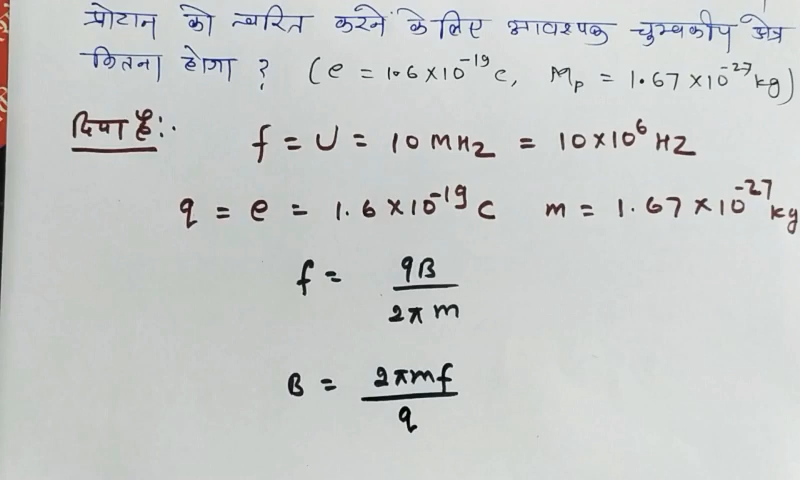 प्रोटान को त्वरित करने के लिए आवश्यक चुम्बकीय क्षेत्र
कितना होगा ? (e = 1.6×10⁻¹⁹ c, Mp = 1.67×10⁻²⁷ kg)
दिया है:.
f = υ = 10 MHz = 10×10⁶ HZ
q = e = 1.6×10⁻¹⁹ C m = 1.67×10⁻²⁷ kg
f = qB
2π m
B = 2πmf
q